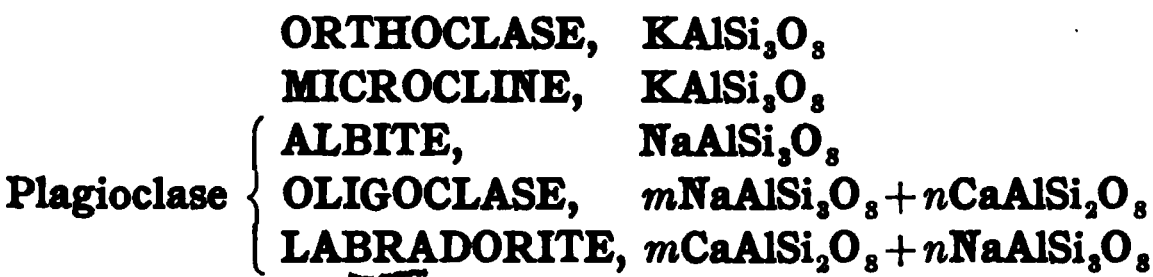 ORTHOCLASE, KAlSi₃O₈
MICROCLINE, KAlSi₃O₈
ALBITE, NaAlSi₃O₈
Plagioclase { OLIGOCLASE, mNaAlSi₃O₈+nCaAlSi₂O₈
LABRADORITE, mCaAlSi₂O₈+nNaAlSi₃O₈